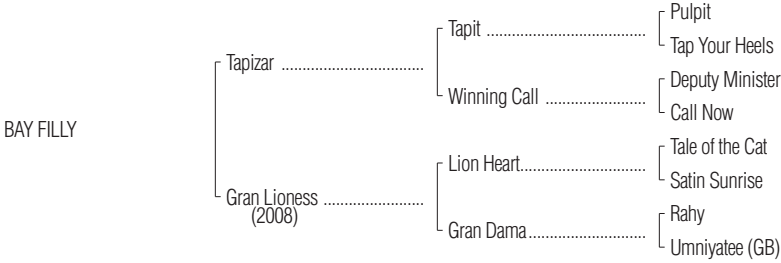 Pulpit
Tapit ....................................
Tap Your Heels
Tapizar .................................
Deputy Minister
Winning Call .......................
Call Now
BAY FILLY
Tale of the Cat
Lion Heart............................
Satin Sunrise
Gran Lioness .......................
(2008)
Rahy
Gran Dama..........................
Umniyatee (GB)